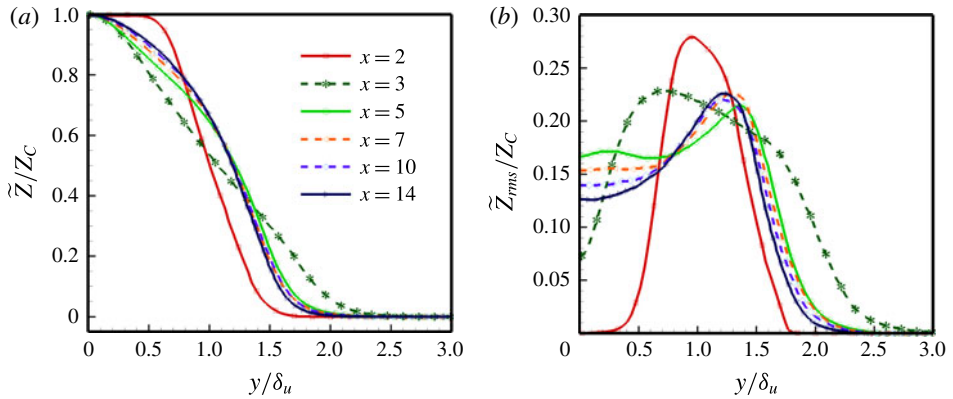 (a)
1.0
0.8
0.6
0.4
0.2
0
Z̃/Z_C
x = 2
x = 3
x = 5
x = 7
x = 10
x = 14
0 0.5 1.0 1.5 2.0 2.5 3.0
y/δ_u
(b)
0.30
0.25
0.20
0.15
0.10
0.05
Z̃_rms/Z_C
0 0.5 1.0 1.5 2.0 2.5 3.0
y/δ_u